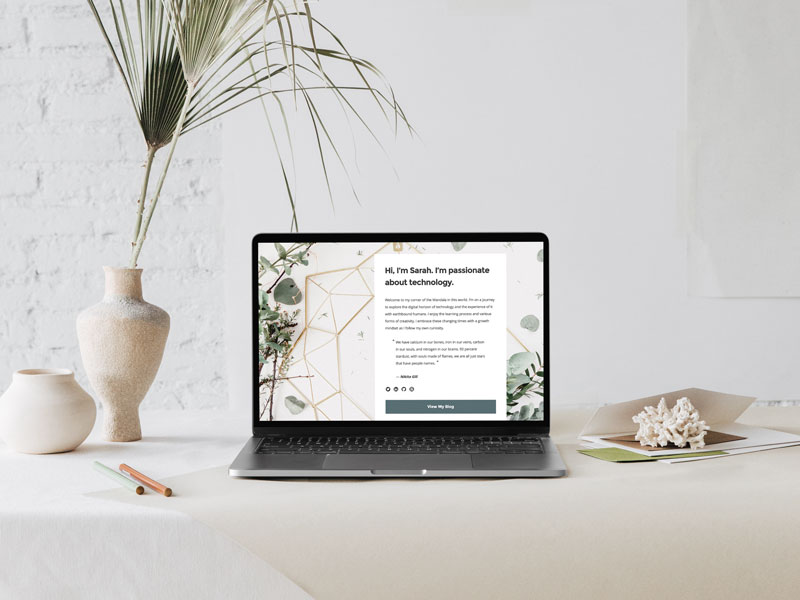 Hi, I'm Sarah. I'm passionate
about technology.
Welcome to my corner of the Mandala in this world. I'm on a journey
to explore the digital horizon of technology and the experience of it
with earthbound humans. I enjoy the learning process and various
forms of creativity. I embrace these changing times with a growth
mindset as I follow my own curiosity.
" We have calcium in our bones, iron in our veins, carbon
in our souls, and nitrogen in our brains. 93 percent
stardust, with souls made of flames, we are all just stars
that have people names. "
— Nikita Gill
View My Blog